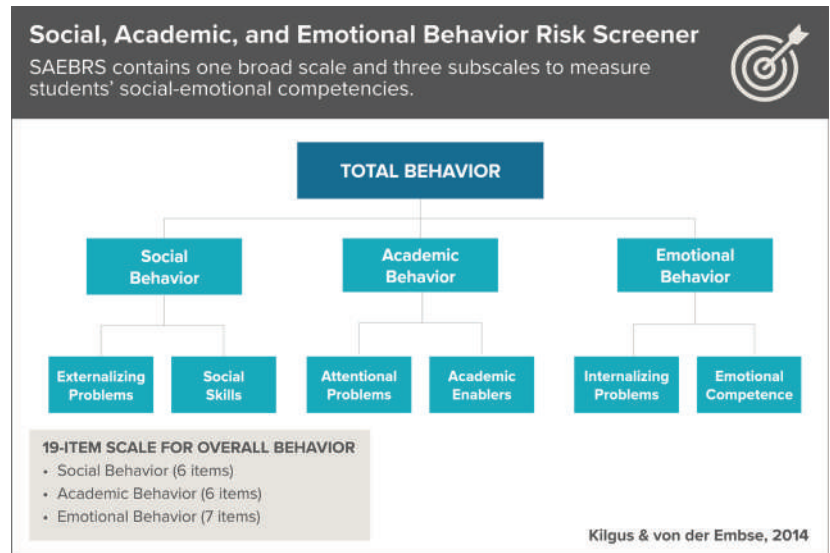 Social, Academic, and Emotional Behavior Risk Screener
SAEBRS contains one broad scale and three subscales to measure
students’ social-emotional competencies.
TOTAL BEHAVIOR
Social
Behavior
Academic
Behavior
Emotional
Behavior
Externalizing
Problems
Social
Skills
Attentional
Problems
Academic
Enablers
Internalizing
Problems
Emotional
Competence
19-ITEM SCALE FOR OVERALL BEHAVIOR
• Social Behavior (6 items)
• Academic Behavior (6 items)
• Emotional Behavior (7 items)
Kilgus & von der Embse, 2014